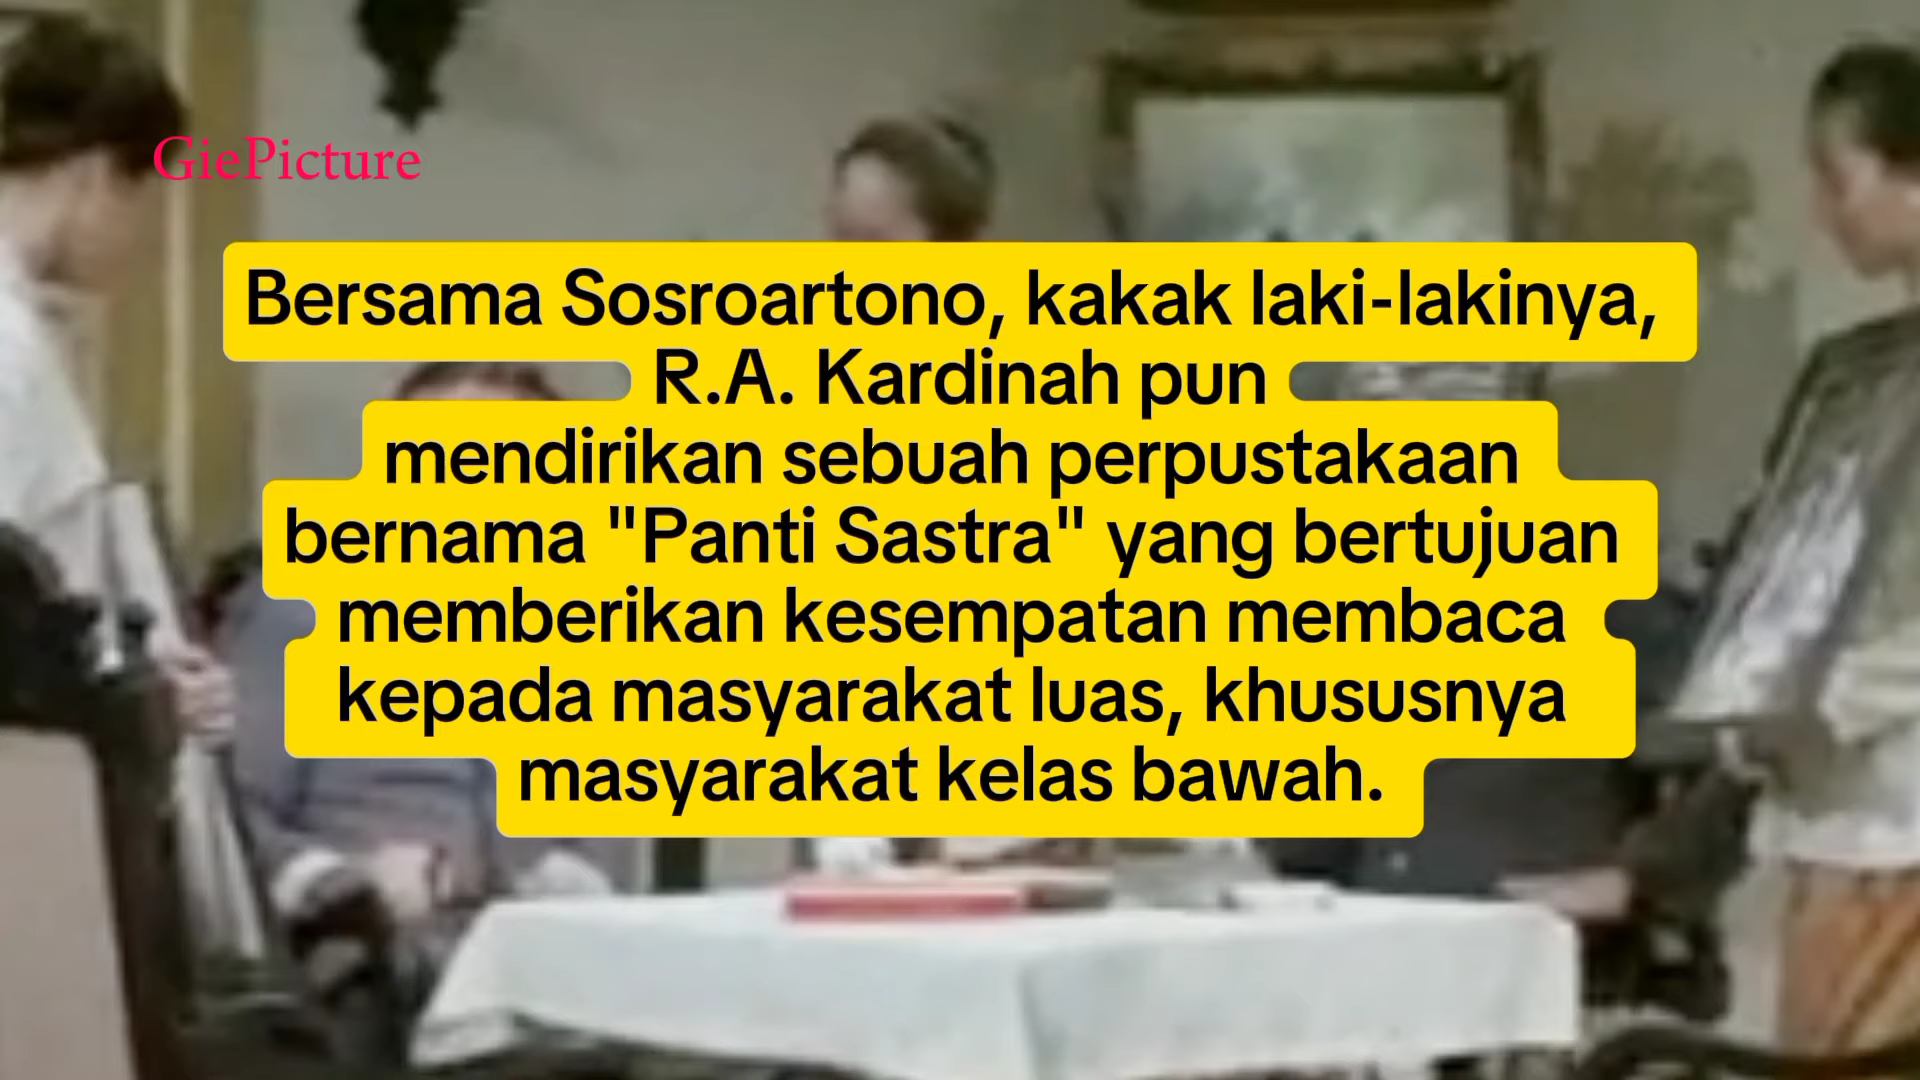 GiePicture
Bersama Sosroartono, kakak laki-lakinya,
R.A. Kardinah pun
mendirikan sebuah perpustakaan
bernama "Panti Sastra" yang bertujuan
memberikan kesempatan membaca
kepada masyarakat luas, khususnya
masyarakat kelas bawah.